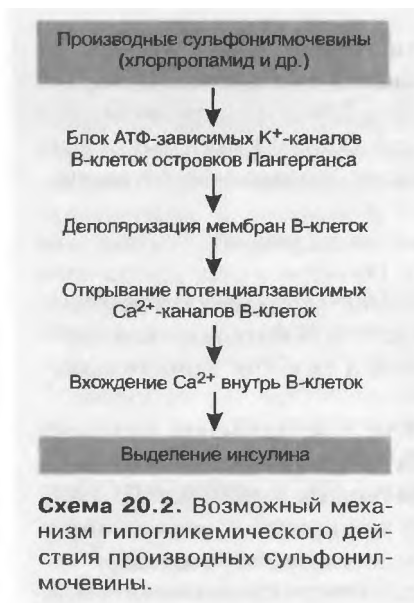 Производные сульфонилмочевины
(хлорпропамид и др.)
Блок АТФ-зависимых K⁺-каналов
В-клеток островков Лангерганса
Деполяризация мембран В-клеток
Открывание потенциалзависимых
Ca²⁺-каналов В-клеток
Вхождение Ca²⁺ внутрь В-клеток
Выделение инсулина
Схема 20.2. Возможный меха-
низм гипогликемического дей-
ствия производных сульфонил-
мочевины.